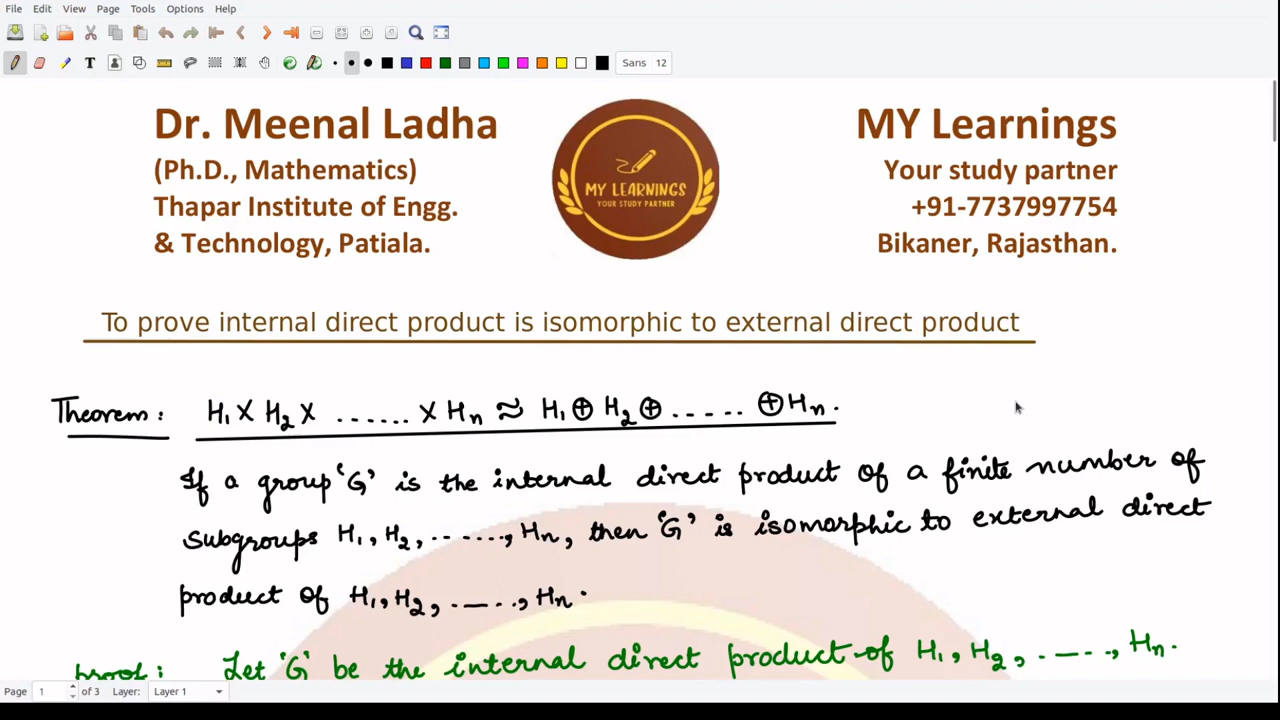 File Edit View Page Tools Options Help
Sans 12
Dr. Meenal Ladha
(Ph.D., Mathematics)
Thapar Institute of Engg.
& Technology, Patiala.
MY LEARNINGS
YOUR STUDY PARTNER
MY Learnings
Your study partner
+91-7737997754
Bikaner, Rajasthan.
To prove internal direct product is isomorphic to external direct product
Theorem: H₁ X H₂ X ...... X Hₙ ≈ H₁ ⊕ H₂ ⊕ ..... ⊕ Hₙ.
If a group 'G' is the internal direct product of a finite number of
subgroups H₁, H₂, ......., Hₙ, then 'G' is isomorphic to external direct
product of H₁, H₂, ....., Hₙ.
proof: Let 'G' be the internal direct product of H₁, H₂, ....., Hₙ.
Page 1 of 3 Layer: Layer 1